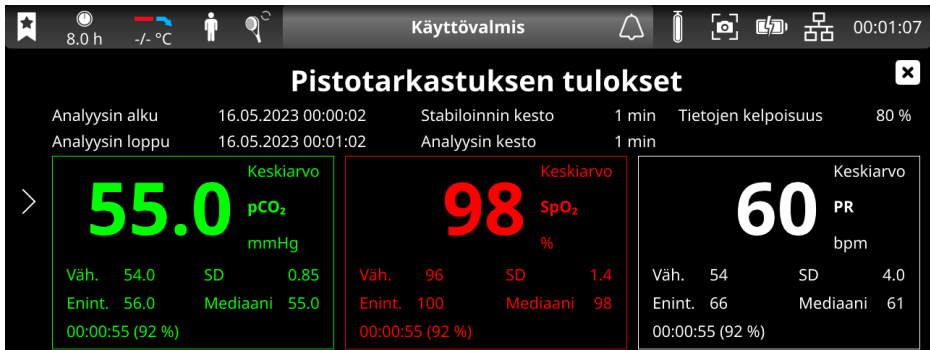 8.0 h -/- °C Käyttövalmis 00:01:07
Pistotarkastuksen tulokset
Analyysin alku 16.05.2023 00:00:02 Stabiloinnin kesto 1 min Tietojen kelpoisuus 80 %
Analyysin loppu 16.05.2023 00:01:02 Analyysin kesto 1 min
55.0 Keskiarvo
pCO₂
mmHg
Väh. 54.0 SD 0.85
Enint. 56.0 Mediaani 55.0
00:00:55 (92 %)
98 Keskiarvo
SpO₂
%
Väh. 96 SD 1.4
Enint. 100 Mediaani 98
00:00:55 (92 %)
60 Keskiarvo
PR
bpm
Väh. 54 SD 4.0
Enint. 66 Mediaani 61
00:00:55 (92 %)